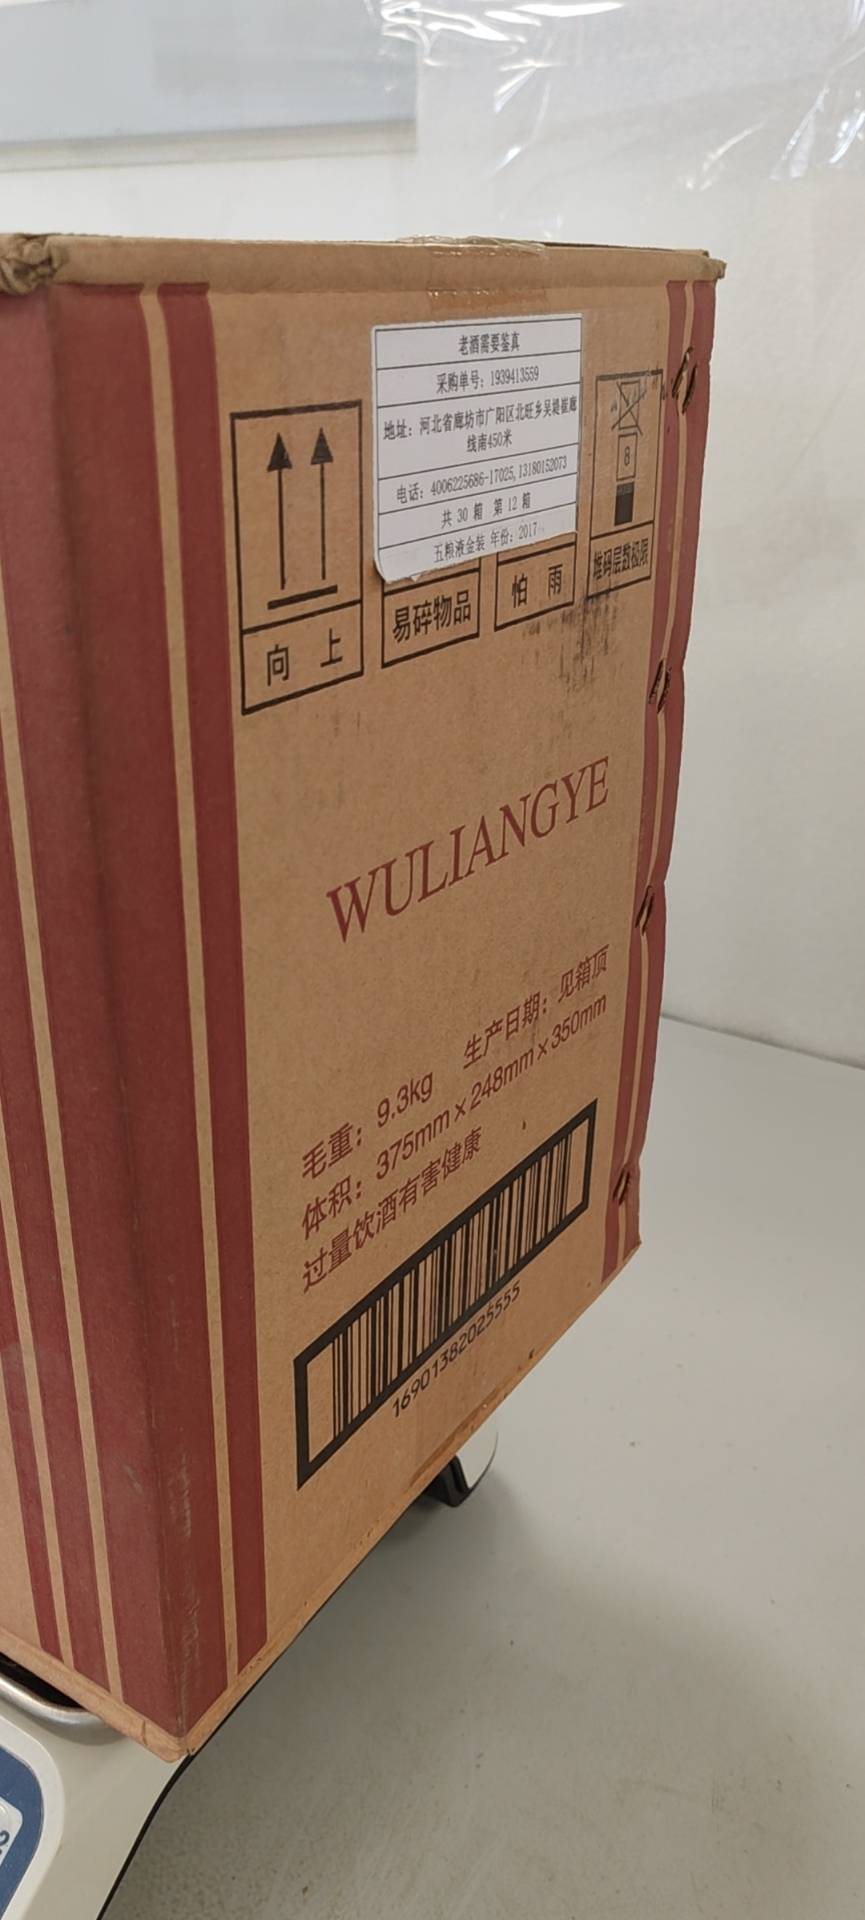 老酒需要鉴真
采购单号：1939413559
地址：河北省廊坊市广阳区北旺乡吴堤崔廊
线南450米
电话：4006225686-17025,13180152073
共 30 箱 第 12 箱
五粮液金装 年份：2017
8
向 上
易碎物品
怕 雨
堆码层数极限
WULIANGYE
毛重：9.3kg 生产日期：见箱顶
体积：375mm×248mm×350mm
过量饮酒有害健康
16901382025555